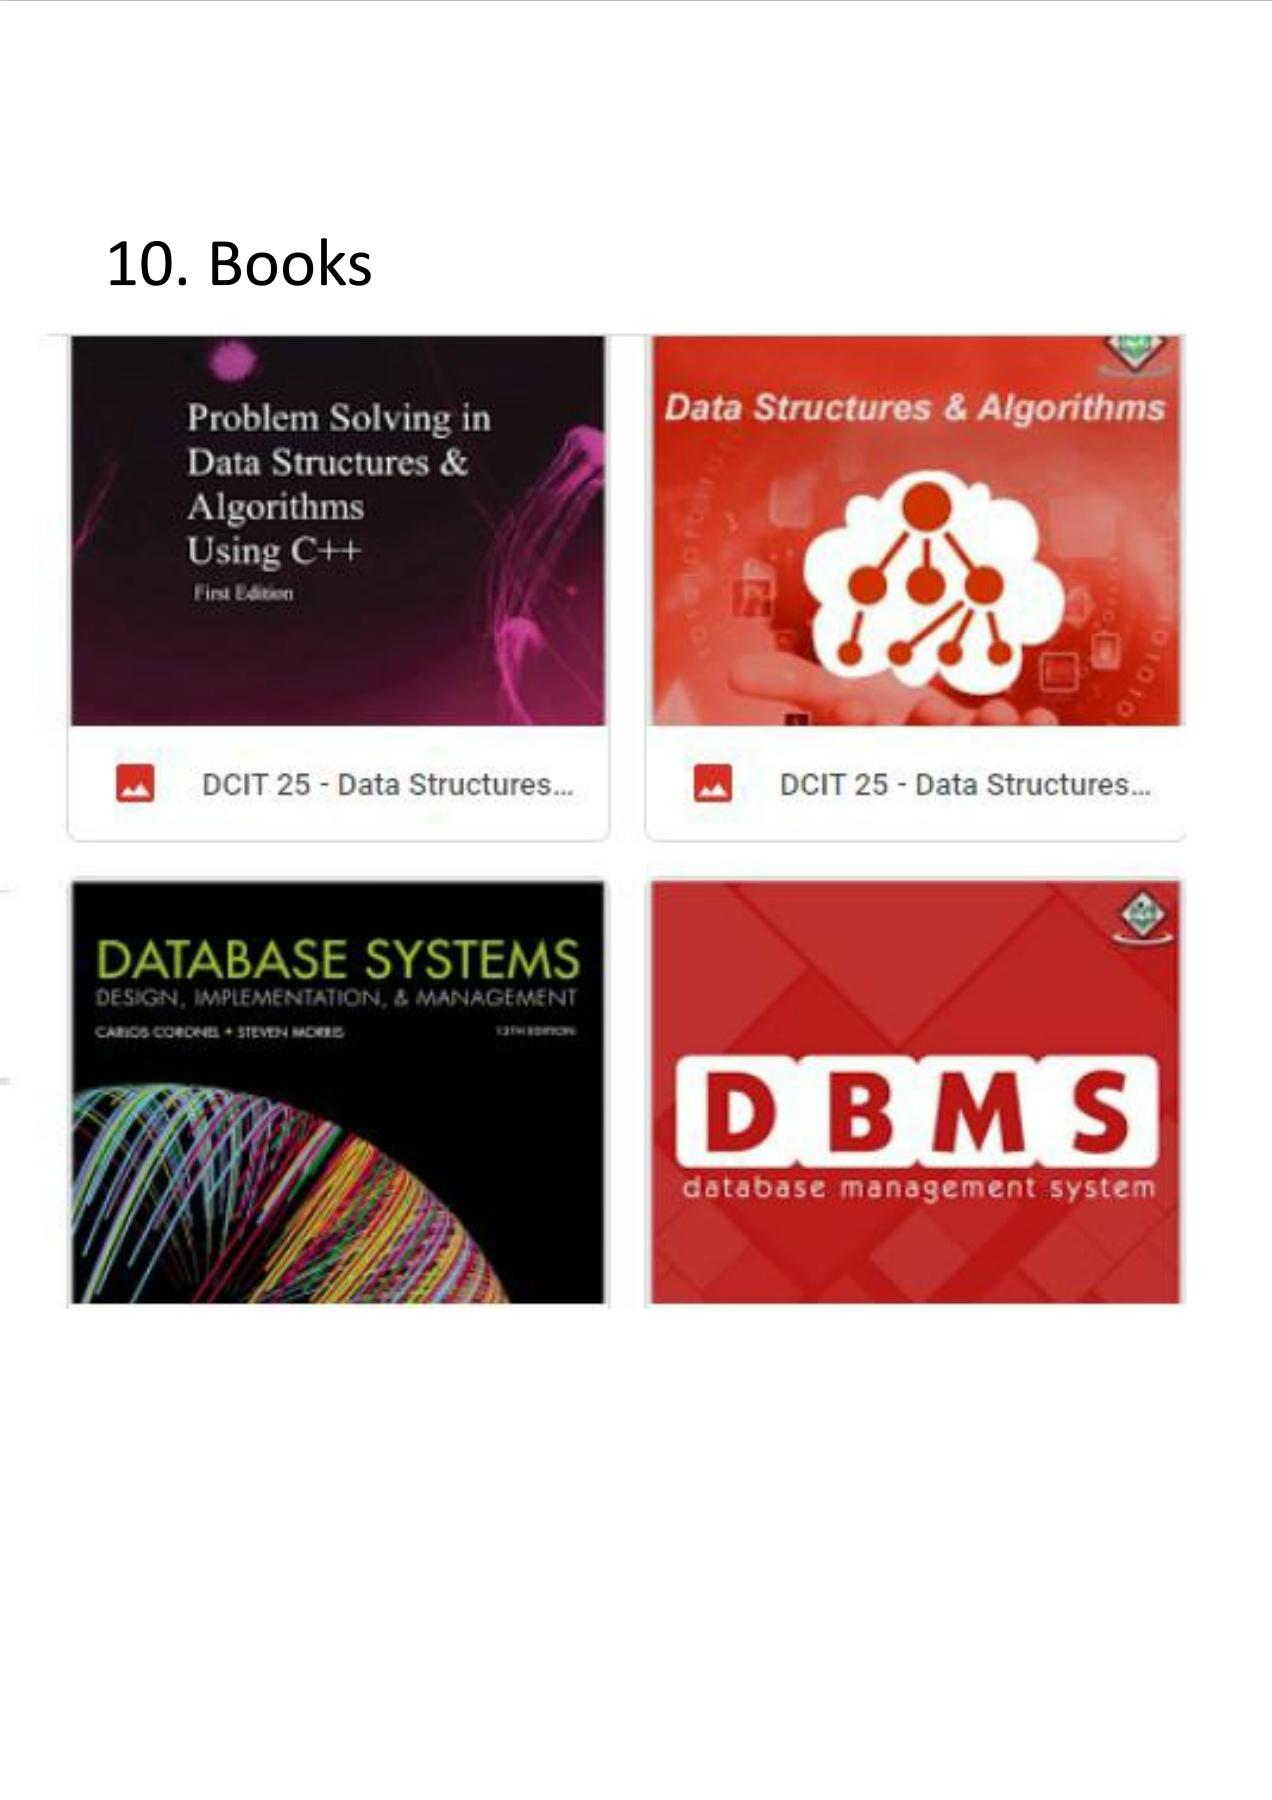 10. Books
Problem Solving in
Data Structures &
Algorithms
Using C++
First Edition
Data Structures & Algorithms
DCIT 25 - Data Structures...
DCIT 25 - Data Structures...
DATABASE SYSTEMS
DESIGN, IMPLEMENTATION, & MANAGEMENT
CARLOS CORONEL • STEVEN MORRIS
13TH EDITION
DBMS
database management system